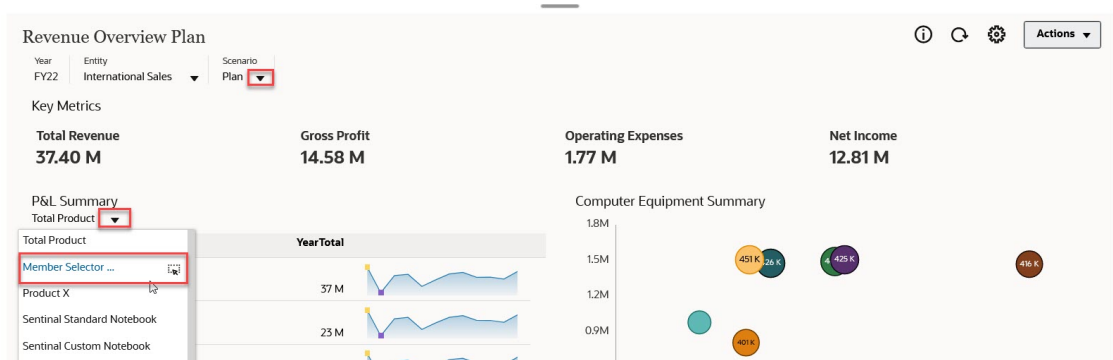 Revenue Overview Plan
Actions
Year Entity Scenario
FY22 International Sales Plan
Key Metrics
Total Revenue Gross Profit Operating Expenses Net Income
37.40 M 14.58 M 1.77 M 12.81 M
P&L Summary
Total Product
Total Product
Member Selector ...
Product X
Sentinal Standard Notebook
Sentinal Custom Notebook
YearTotal
37 M
23 M
Computer Equipment Summary
1.8M
1.5M
1.2M
0.9M
451 K
425 K
416 K
401 K